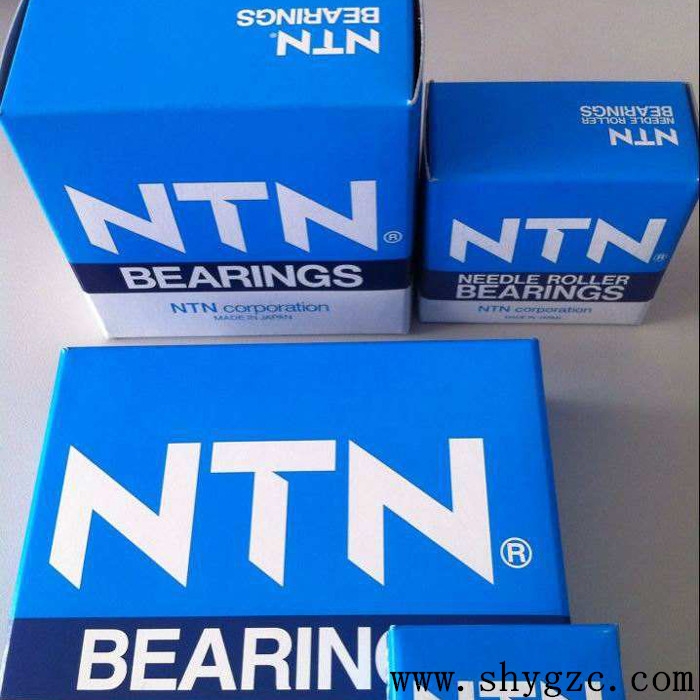 NTN®
BEARINGS
NTN
NEEDLE ROLLER
BEARINGS
NTN®
BEARINGS
NTN corporation
MADE IN JAPAN
NTN®
NEEDLE ROLLER
BEARINGS
NTN corporation
MADE IN JAPAN
NTN®
BEARING
www.shygzc.com
NTN